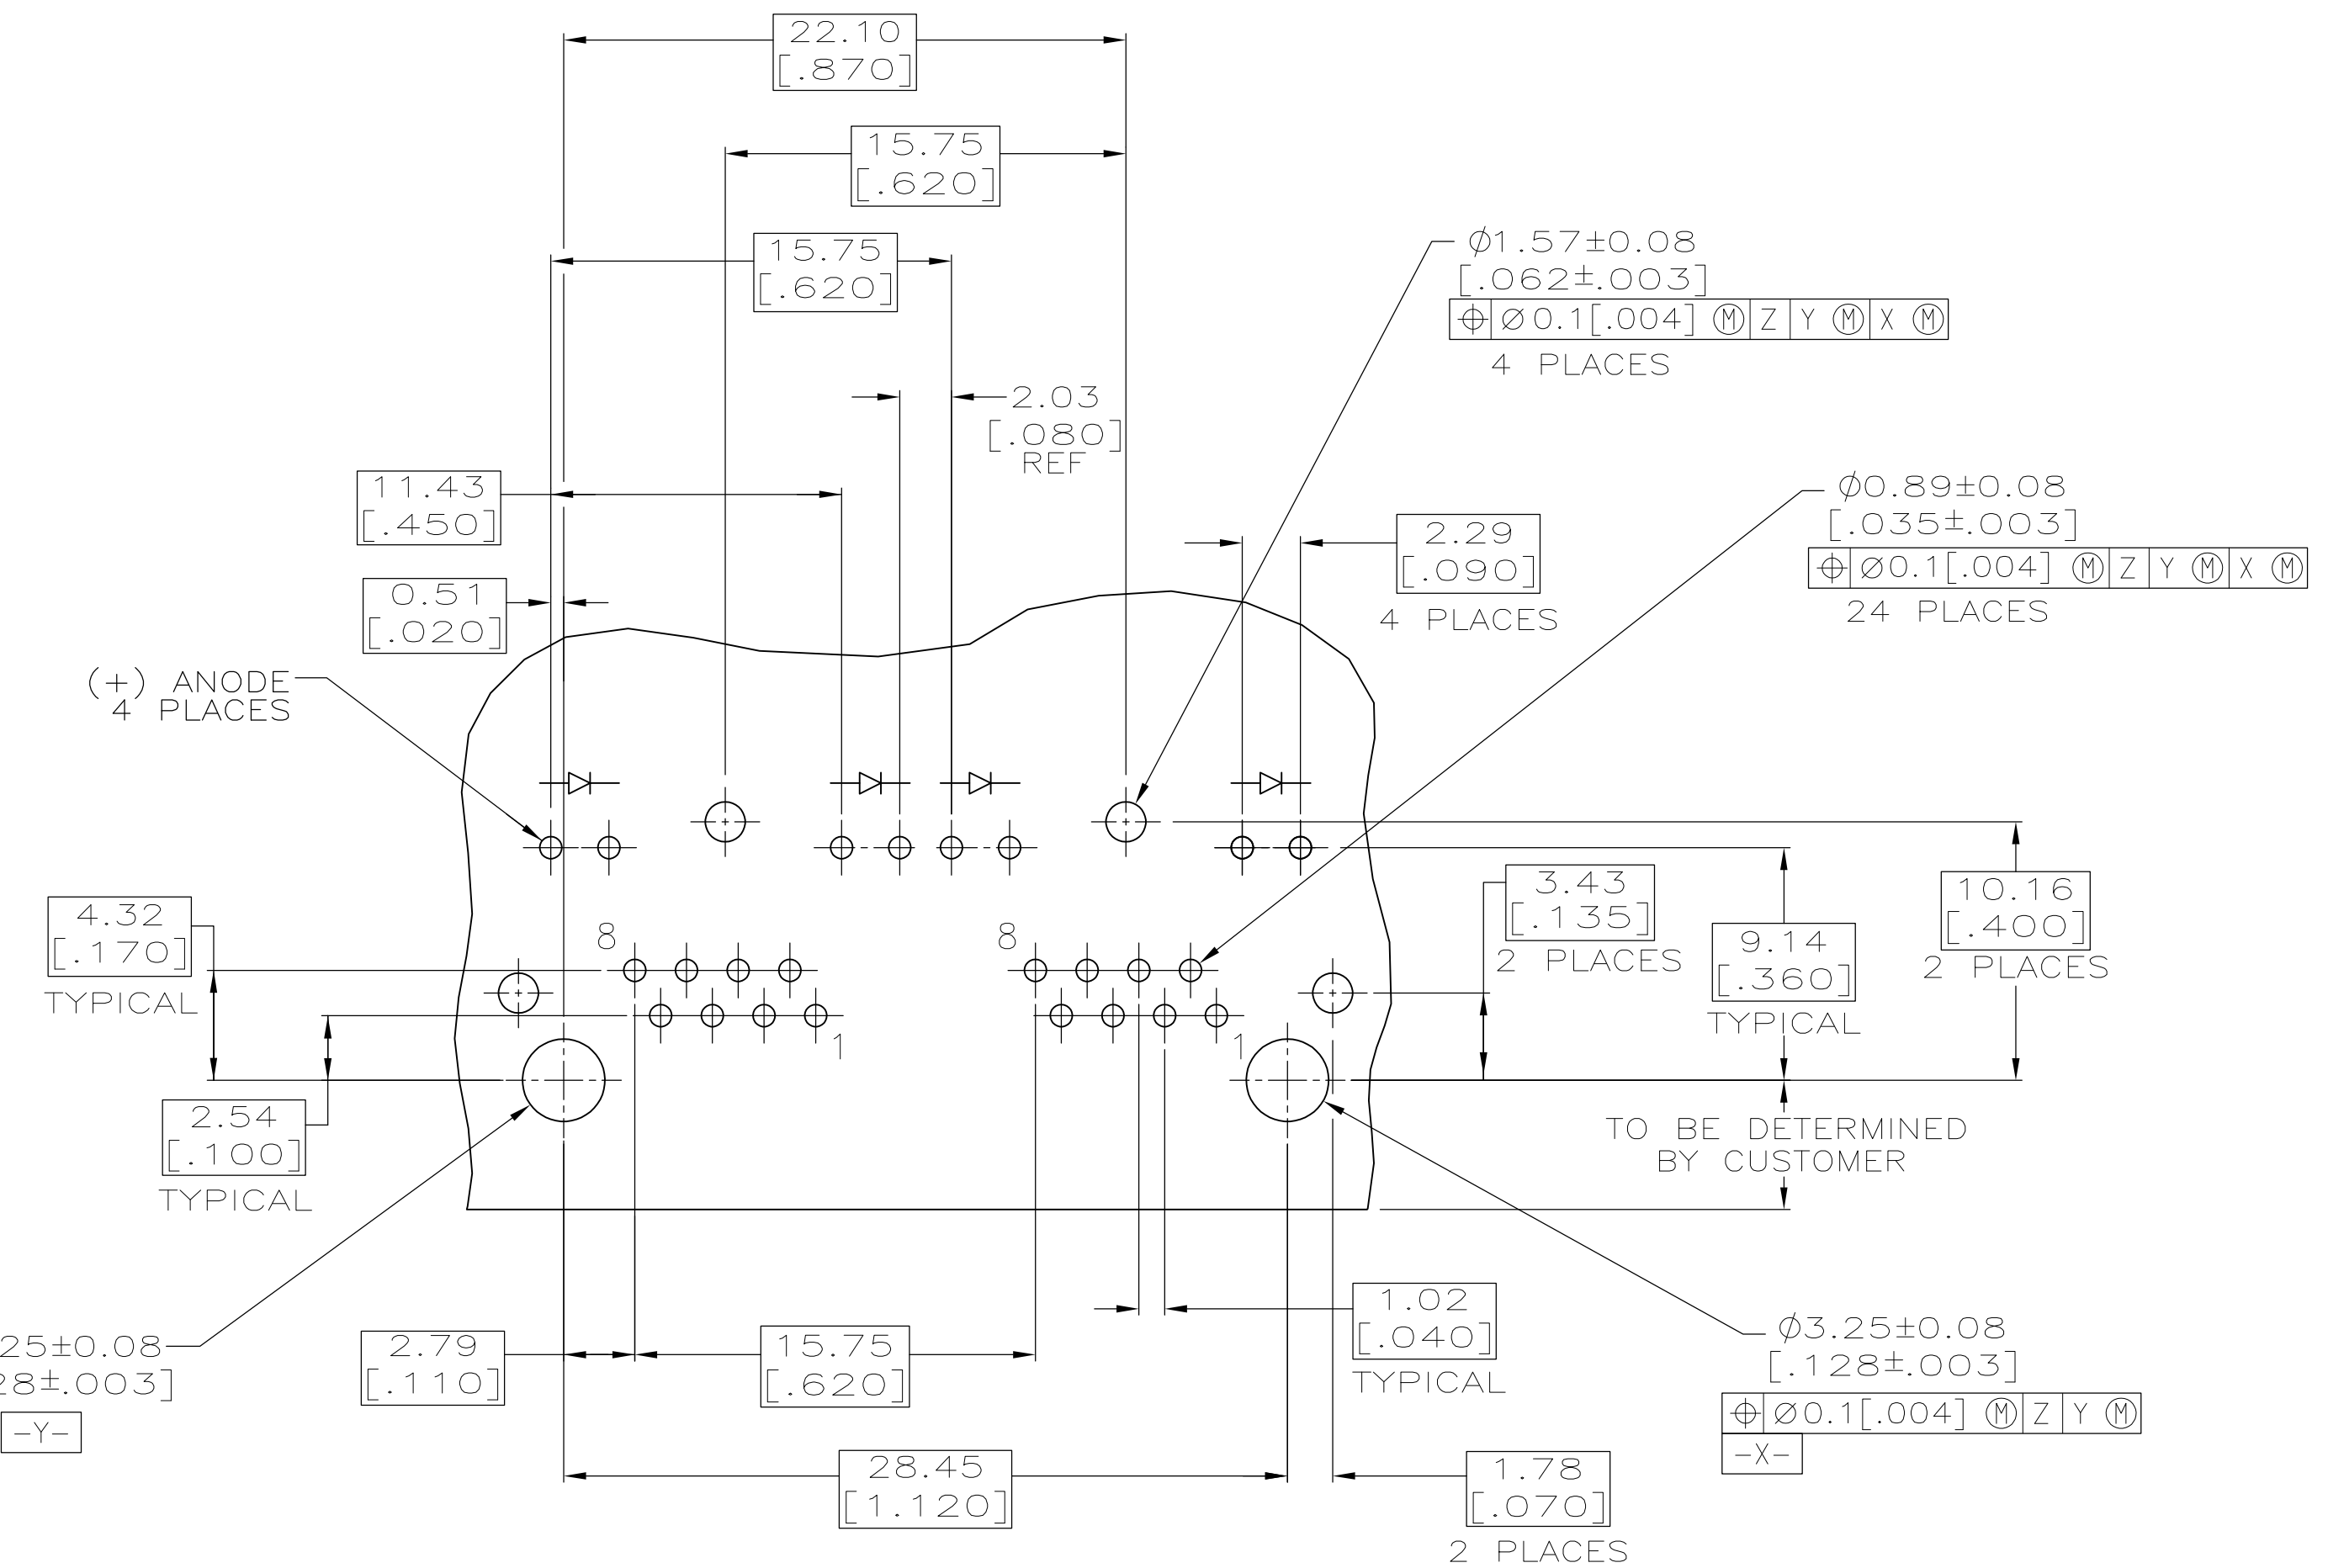 22.10
[.870]
15.75
[.620]
15.75
[.620]
Ø1.57±0.08
[.062±.003]
⌖ Ø0.1[.004] Ⓜ Z Y Ⓜ X Ⓜ
4 PLACES
2.03
[.080]
REF
11.43
[.450]
Ø0.89±0.08
[.035±.003]
⌖ Ø0.1[.004] Ⓜ Z Y Ⓜ X Ⓜ
24 PLACES
2.29
[.090]
4 PLACES
0.51
[.020]
(+) ANODE
4 PLACES
4.32
[.170]
TYPICAL
8
8
3.43
[.135]
2 PLACES
9.14
[.360]
TYPICAL
10.16
[.400]
2 PLACES
1
1
2.54
[.100]
TYPICAL
TO BE DETERMINED
BY CUSTOMER
25±0.08
28±.003]
-Y-
2.79
[.110]
15.75
[.620]
1.02
[.040]
TYPICAL
Ø3.25±0.08
[.128±.003]
⌖ Ø0.1[.004] Ⓜ Z Y Ⓜ
-X-
28.45
[1.120]
1.78
[.070]
2 PLACES